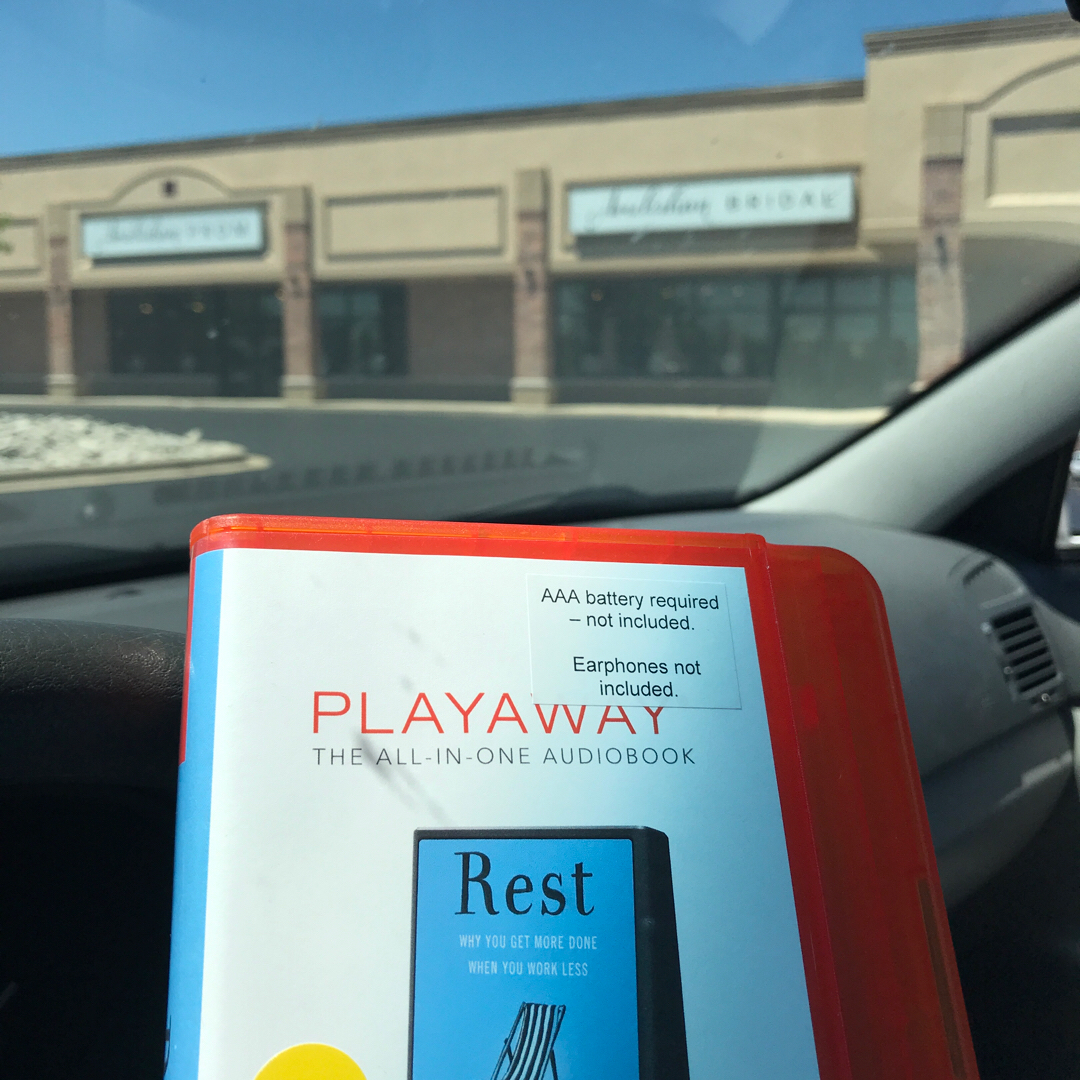 BRIDAL
AAA battery required
– not included.
Earphones not
included.
PLAYAWAY
THE ALL-IN-ONE AUDIOBOOK
Rest
WHY YOU GET MORE DONE
WHEN YOU WORK LESS